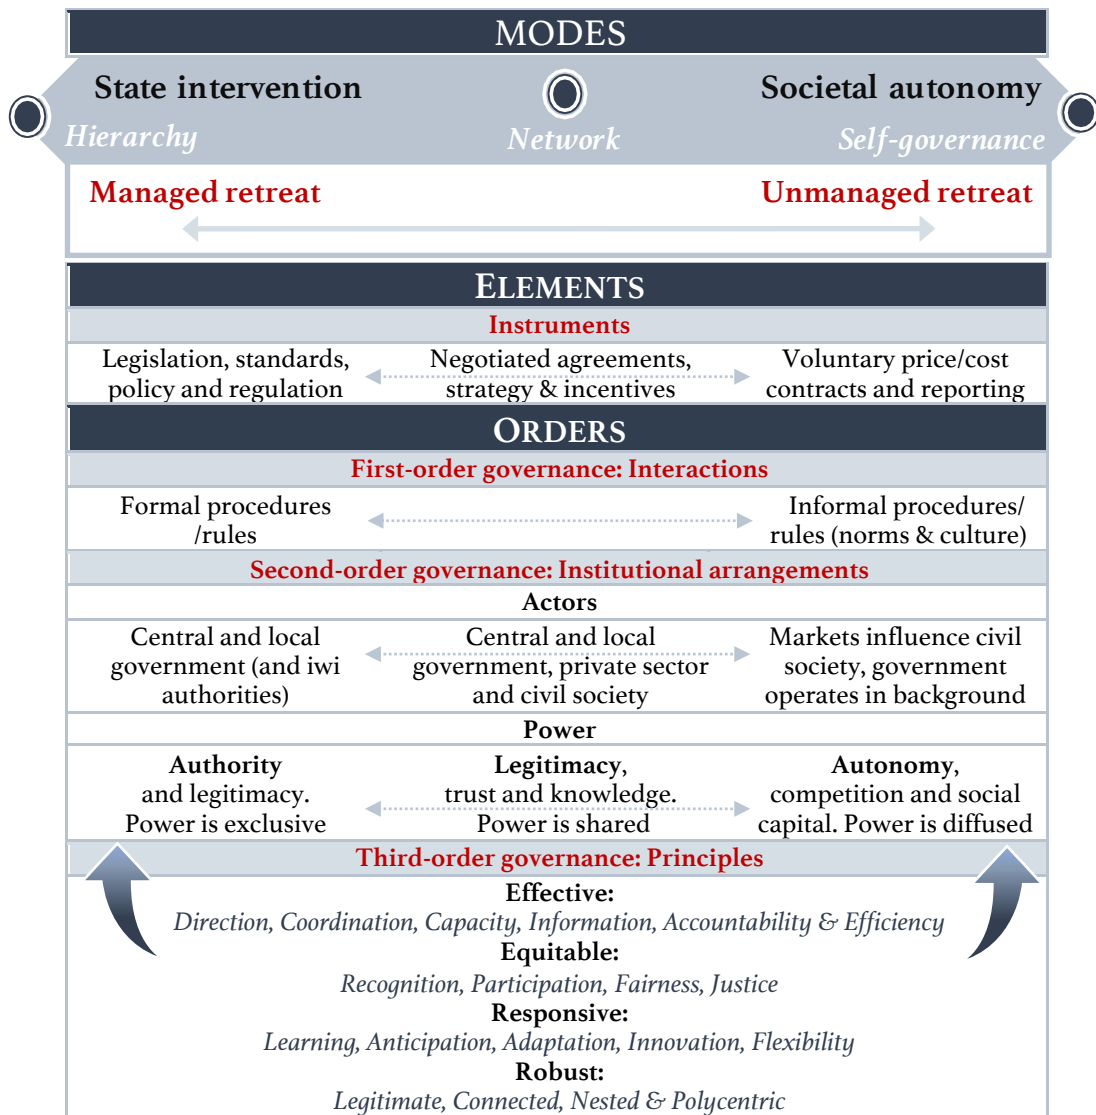 MODES
State intervention
Societal autonomy
Hierarchy
Network
Self-governance
Managed retreat
Unmanaged retreat
ELEMENTS
Instruments
Legislation, standards,
policy and regulation
Negotiated agreements,
strategy & incentives
Voluntary price/cost
contracts and reporting
ORDERS
First-order governance: Interactions
Formal procedures
/rules
Informal procedures/
rules (norms & culture)
Second-order governance: Institutional arrangements
Actors
Central and local
government (and iwi
authorities)
Central and local
government, private sector
and civil society
Markets influence civil
society, government
operates in background
Power
Authority
and legitimacy.
Power is exclusive
Legitimacy,
trust and knowledge.
Power is shared
Autonomy,
competition and social
capital. Power is diffused
Third-order governance: Principles
Effective:
Direction, Coordination, Capacity, Information, Accountability & Efficiency
Equitable:
Recognition, Participation, Fairness, Justice
Responsive:
Learning, Anticipation, Adaptation, Innovation, Flexibility
Robust:
Legitimate, Connected, Nested & Polycentric